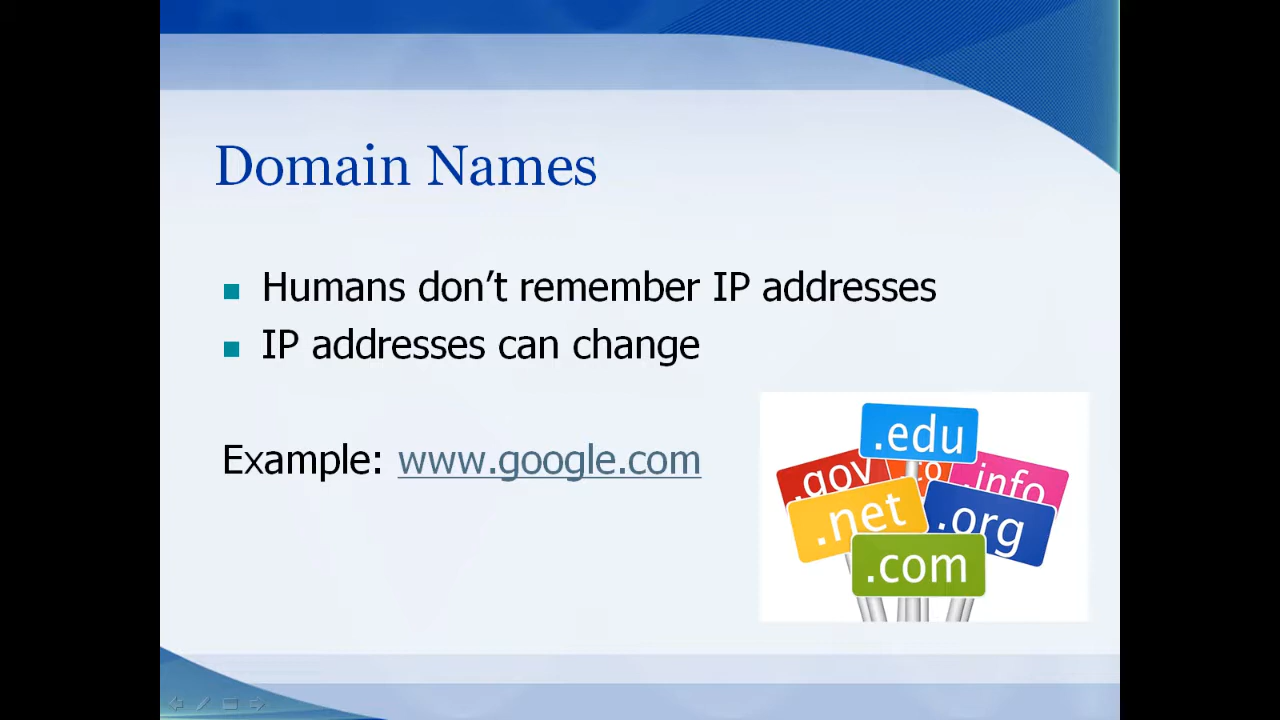 Domain Names
Humans don’t remember IP addresses
IP addresses can change
Example: www.google.com
.edu
.gov
.info
.net
.org
.com